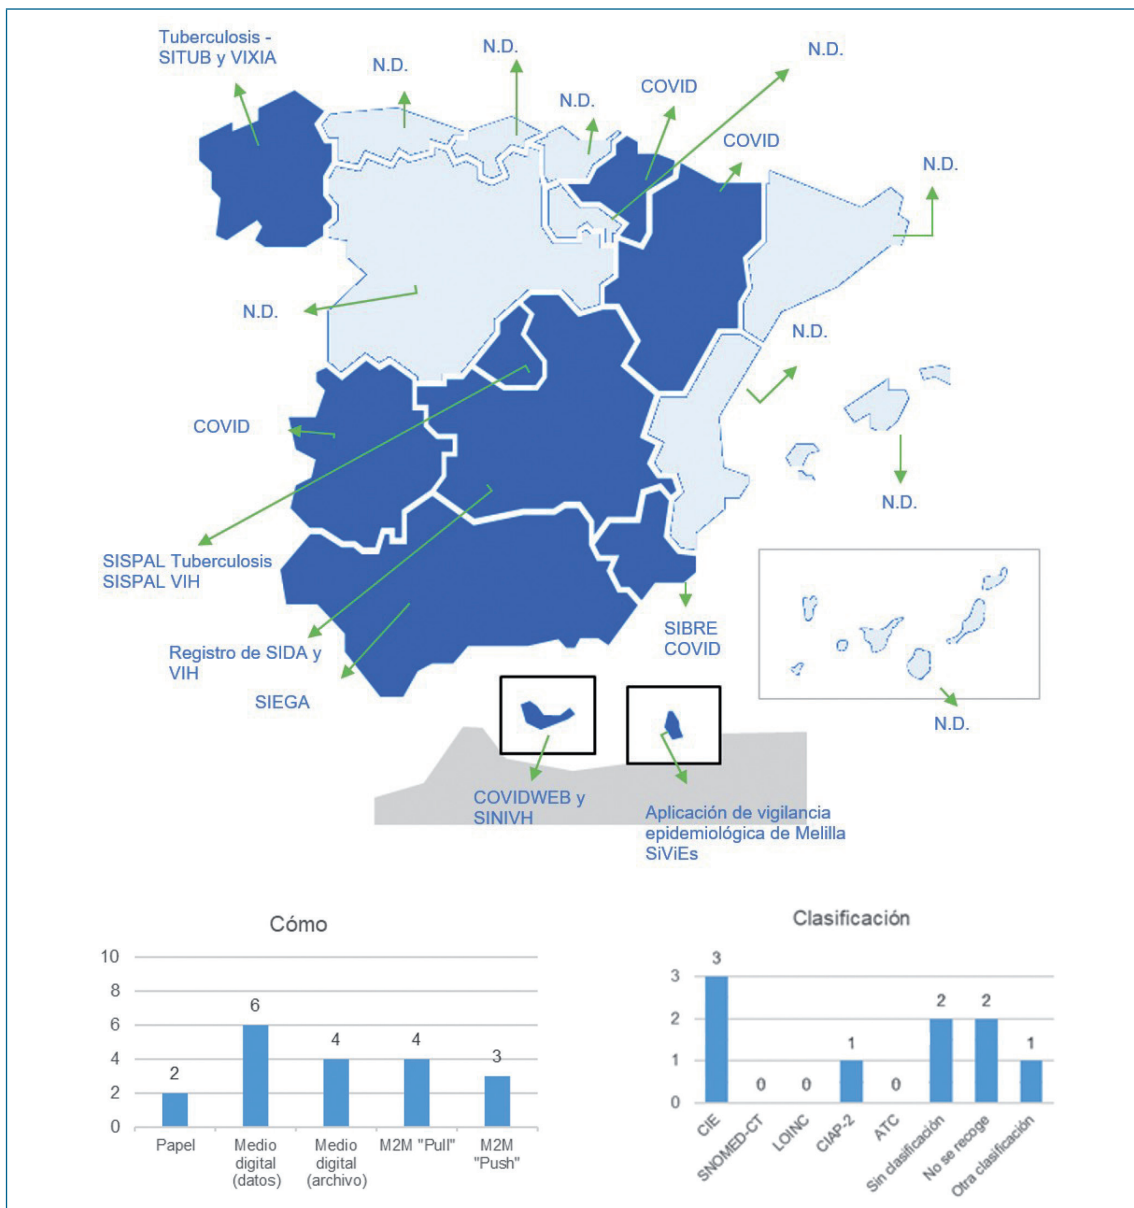 Tuberculosis -
SITUB y VIXIA
N.D.
N.D.
N.D.
N.D.
COVID
COVID
N.D.
N.D.
N.D.
COVID
N.D.
SISPAL Tuberculosis
SISPAL VIH
Registro de SIDA y
VIH
SIEGA
SIBRE
COVID
N.D.
COVIDWEB y
SINIVH
Aplicación de vigilancia
epidemiológica de Melilla
SiViEs
Cómo
10
8
6
4
2
0
2
6
4
4
3
Papel
Medio
digital
(datos)
Medio
digital
(archivo)
M2M "Pull"
M2M
"Push"
Clasificación
3
2
1
0
3
0
0
1
0
2
2
1
CIE
SNOMED-CT
LOINC
CIAP-2
ATC
Sin clasificación
No se recoge
Otra clasificación